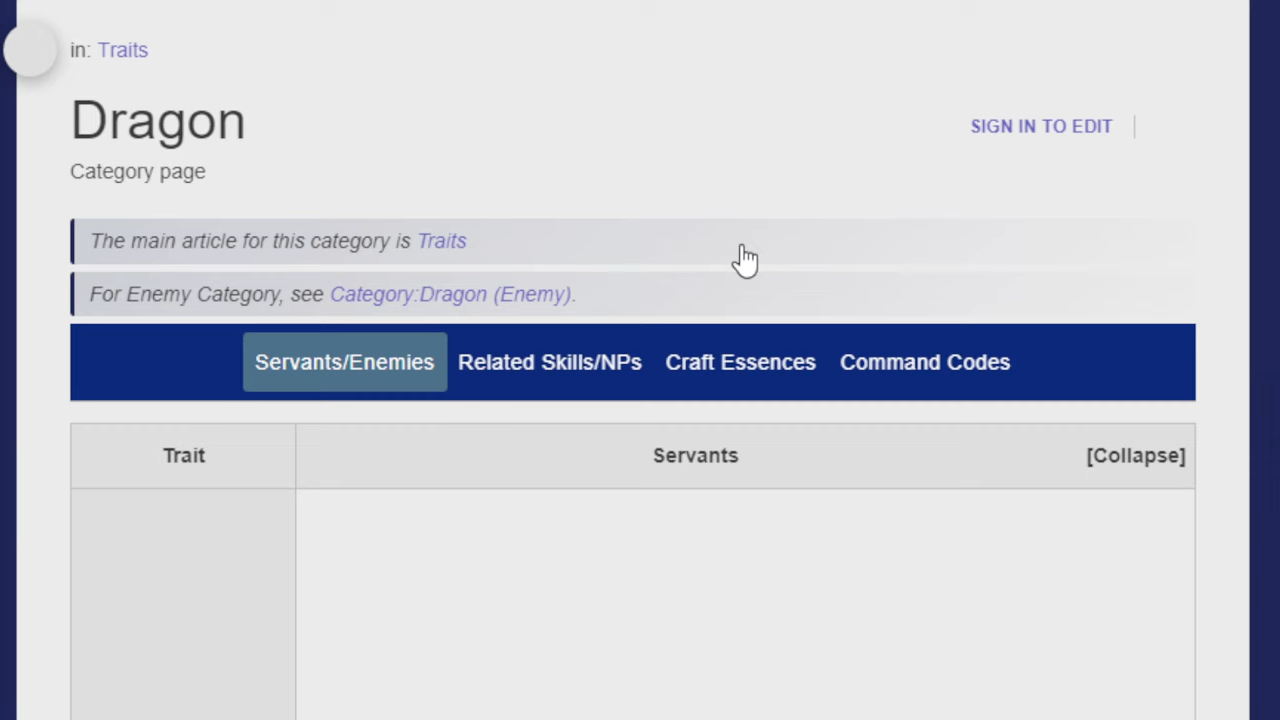 in: Traits
Dragon
SIGN IN TO EDIT
Category page
The main article for this category is Traits
For Enemy Category, see Category:Dragon (Enemy).
Servants/Enemies Related Skills/NPs Craft Essences Command Codes
Trait Servants [Collapse]